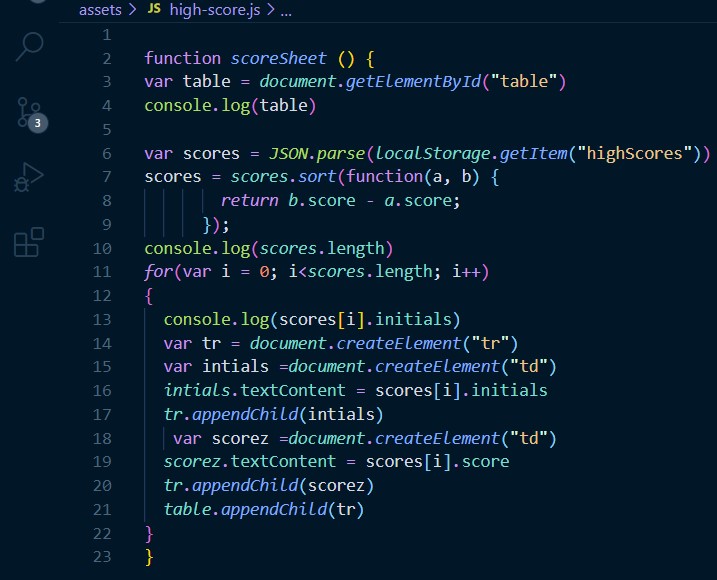 assets > JS high-score.js > ...
1
2 function scoreSheet () {
3 var table = document.getElementById("table")
4 console.log(table)
5
6 var scores = JSON.parse(localStorage.getItem("highScores"))
7 scores = scores.sort(function(a, b) {
8         return b.score - a.score;
9       });
10 console.log(scores.length)
11 for(var i = 0; i<scores.length; i++)
12 {
13   console.log(scores[i].initials)
14   var tr = document.createElement("tr")
15   var intials =document.createElement("td")
16   intials.textContent = scores[i].initials
17   tr.appendChild(intials)
18    var scorez =document.createElement("td")
19   scorez.textContent = scores[i].score
20   tr.appendChild(scorez)
21   table.appendChild(tr)
22 }
23 }
3